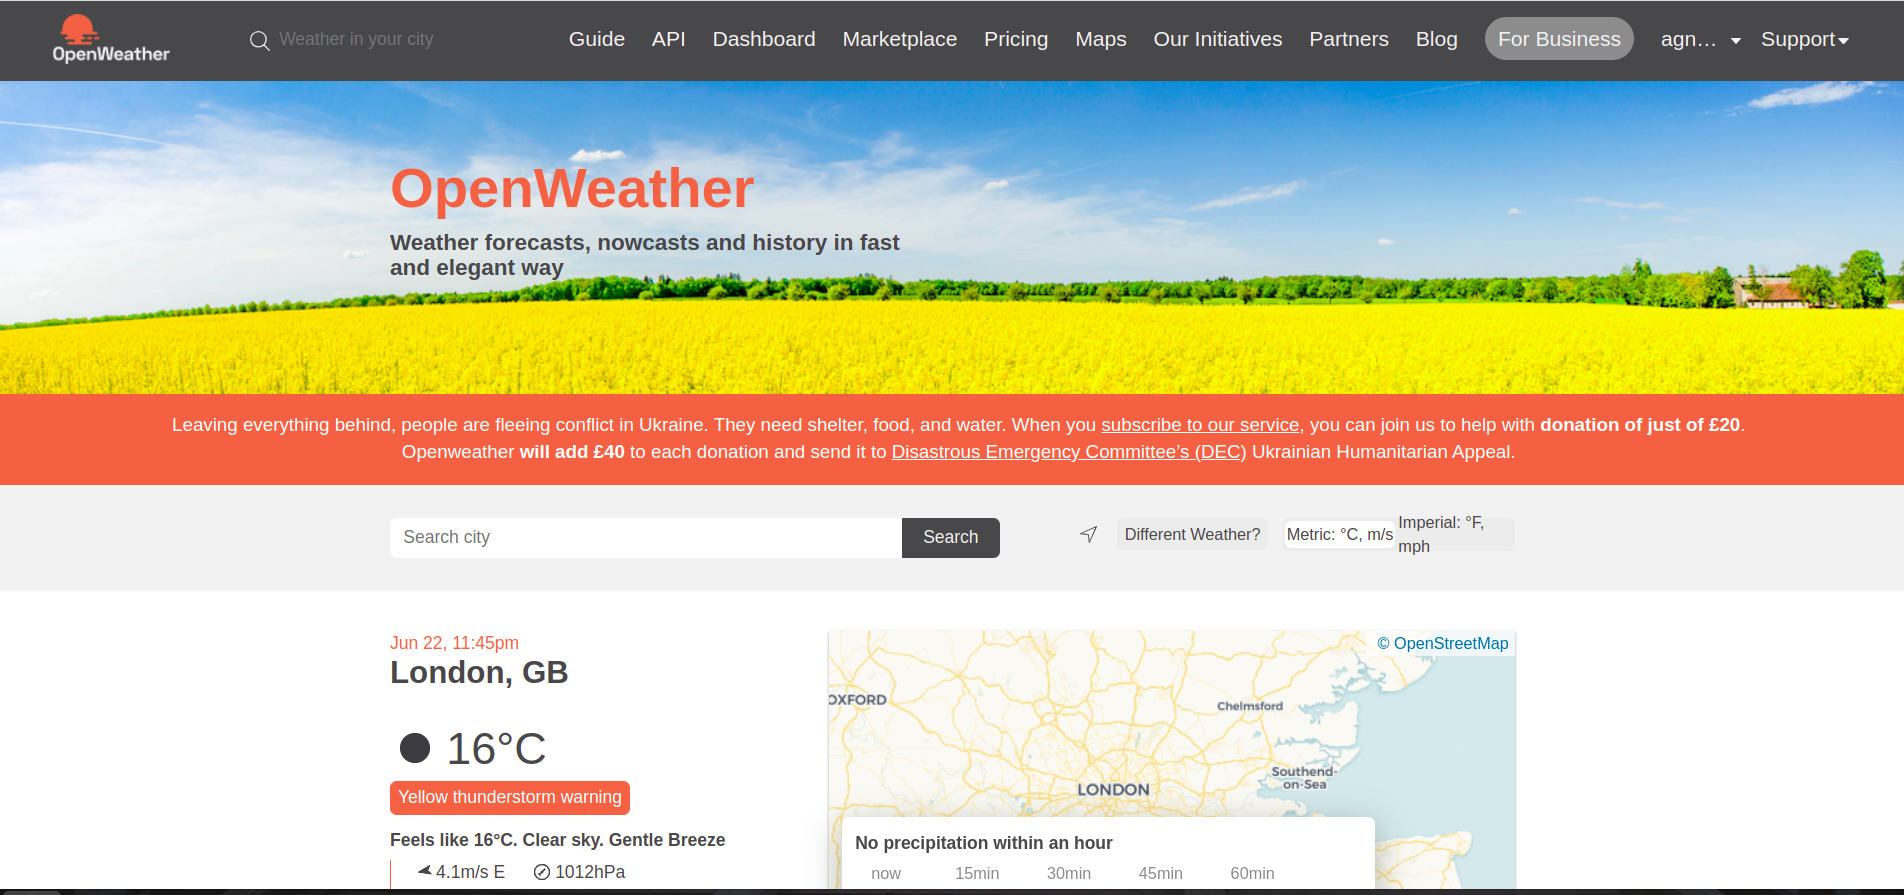 OpenWeather
Weather in your city
Guide API Dashboard Marketplace Pricing Maps Our Initiatives Partners Blog For Business agn... Support
OpenWeather
Weather forecasts, nowcasts and history in fast
and elegant way
Leaving everything behind, people are fleeing conflict in Ukraine. They need shelter, food, and water. When you subscribe to our service, you can join us to help with donation of just of £20.
Openweather will add £40 to each donation and send it to Disastrous Emergency Committee’s (DEC) Ukrainian Humanitarian Appeal.
Search city
Search
Different Weather?
Metric: °C, m/s
Imperial: °F,
mph
Jun 22, 11:45pm
London, GB
16°C
Yellow thunderstorm warning
Feels like 16°C. Clear sky. Gentle Breeze
4.1m/s E 1012hPa
© OpenStreetMap
OXFORD
Chelmsford
Southend-
on-Sea
LONDON
No precipitation within an hour
now 15min 30min 45min 60min